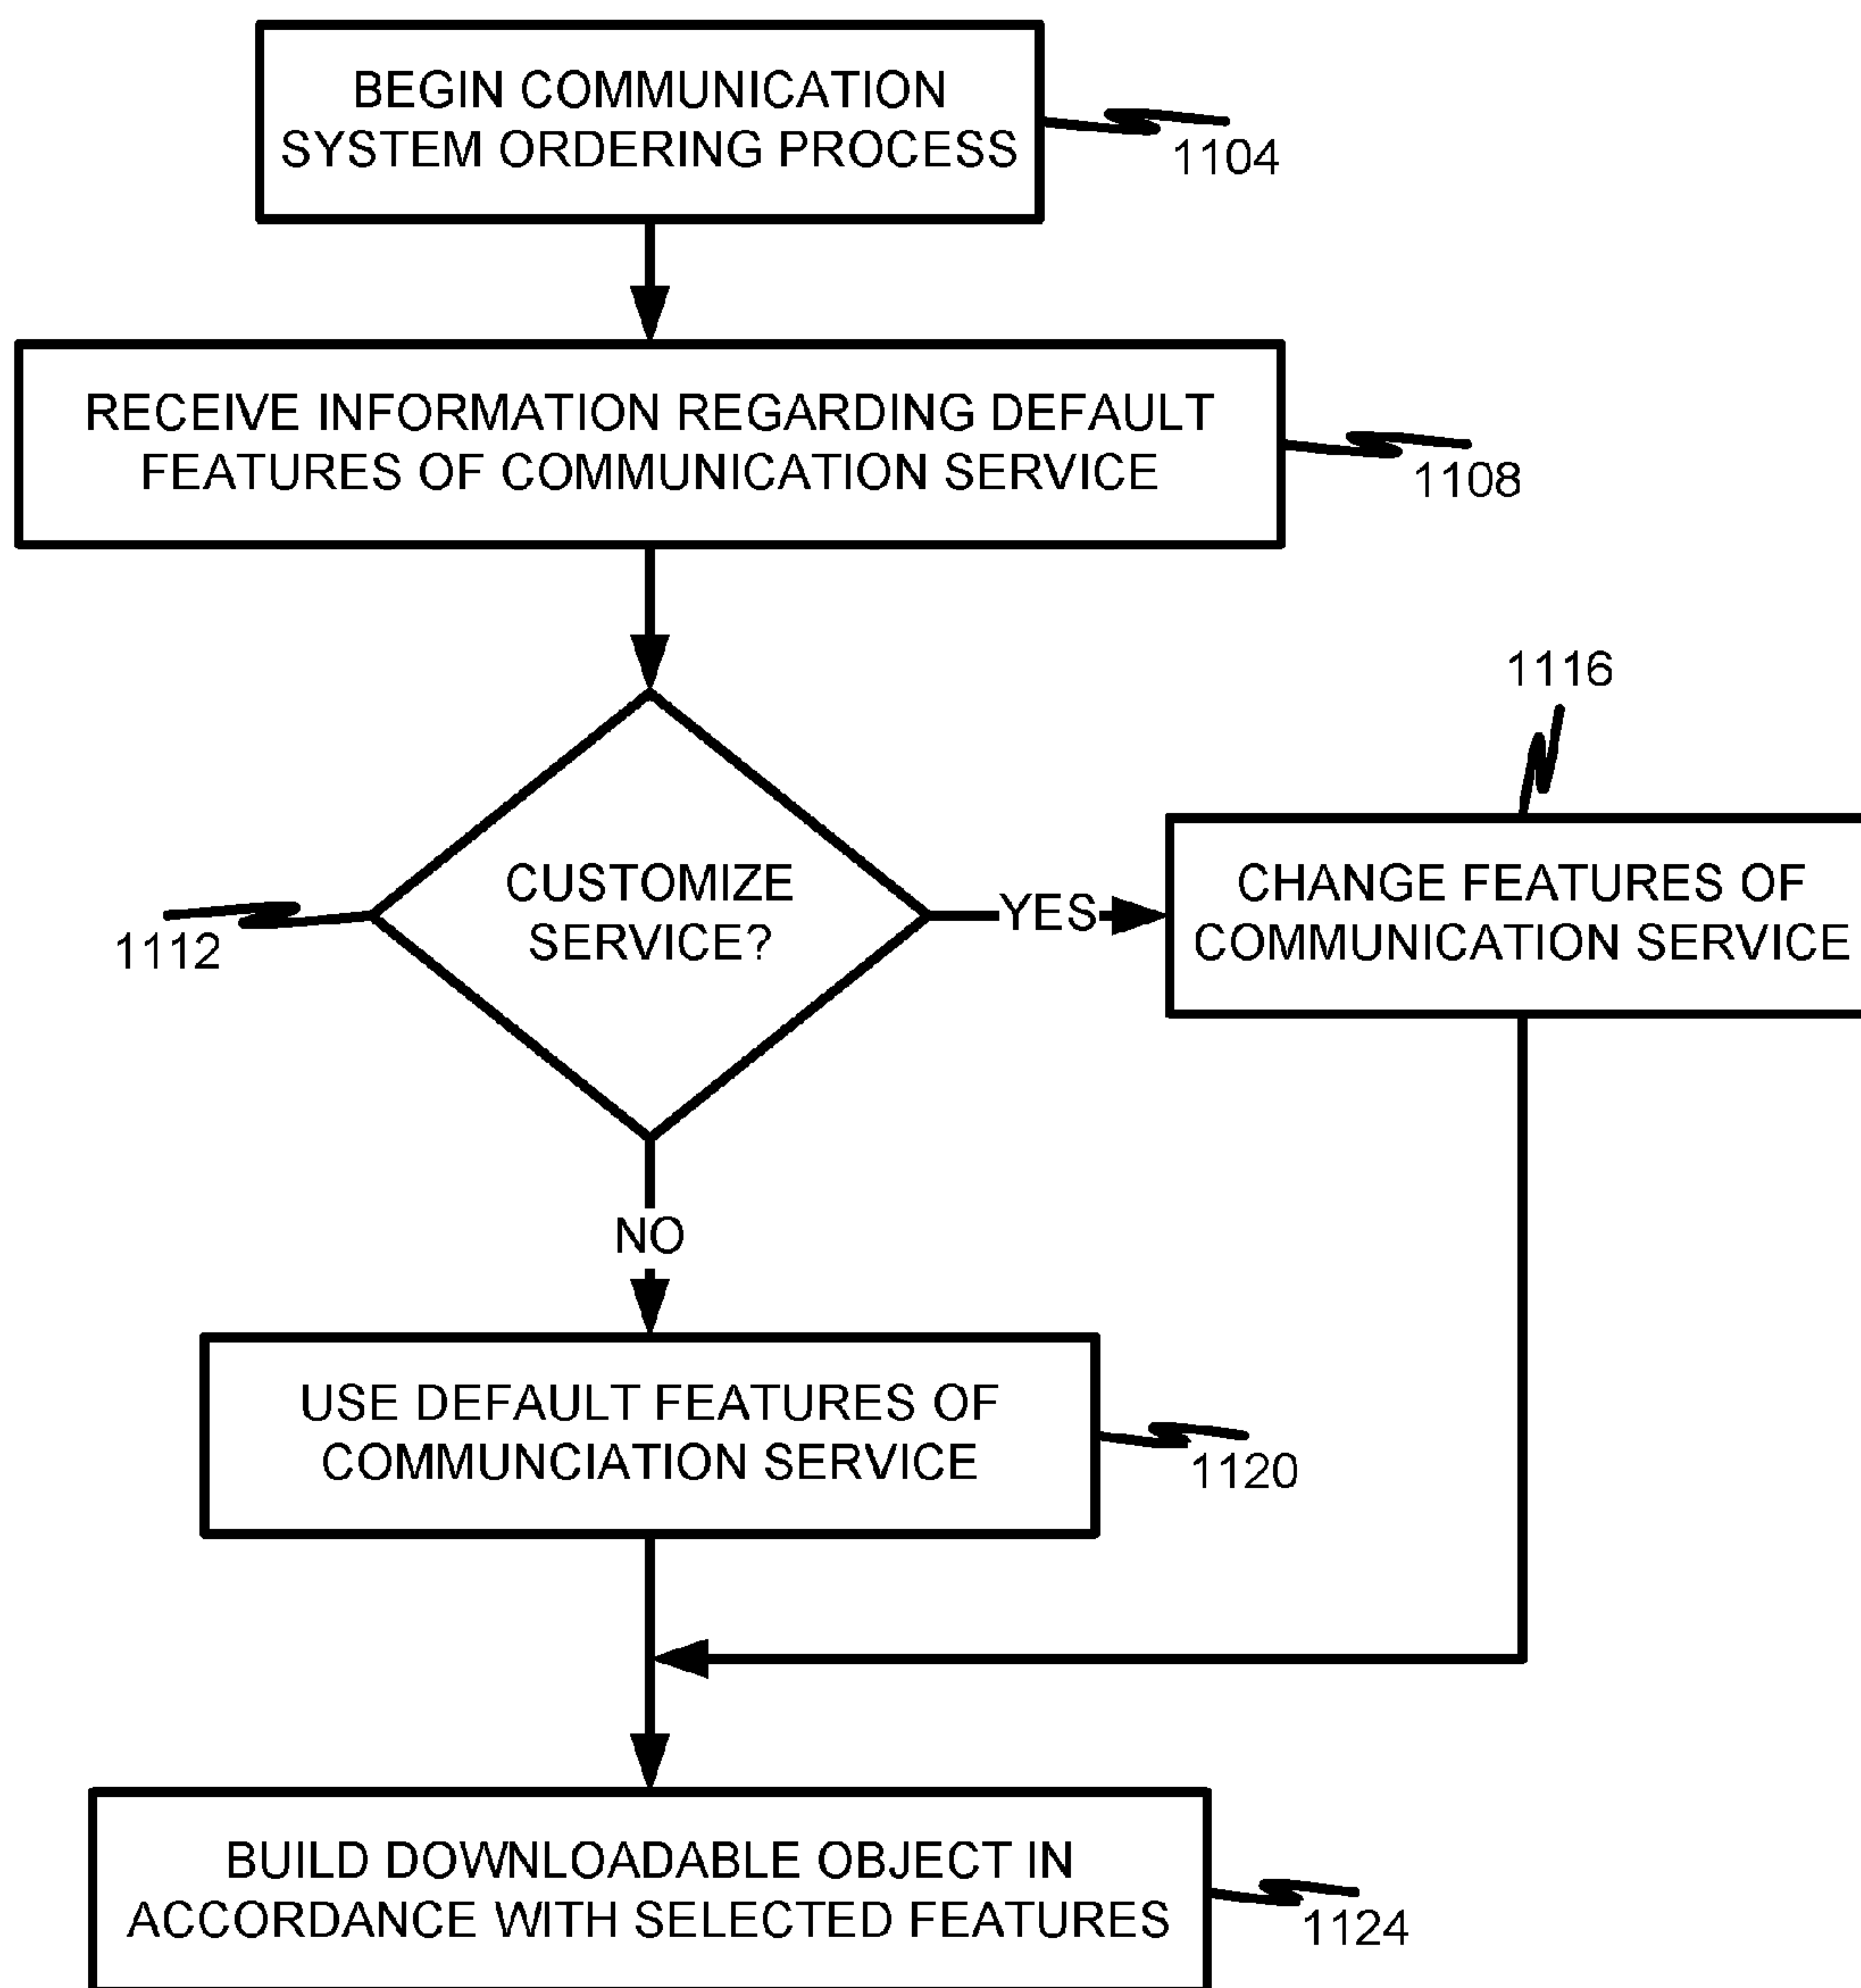 BEGIN COMMUNICATION
SYSTEM ORDERING PROCESS
1104
RECEIVE INFORMATION REGARDING DEFAULT
FEATURES OF COMMUNICATION SERVICE
1108
CUSTOMIZE
SERVICE?
1112
YES
1116
CHANGE FEATURES OF
COMMUNICATION SERVICE
NO
USE DEFAULT FEATURES OF
COMMUNCIATION SERVICE
1120
BUILD DOWNLOADABLE OBJECT IN
ACCORDANCE WITH SELECTED FEATURES
1124